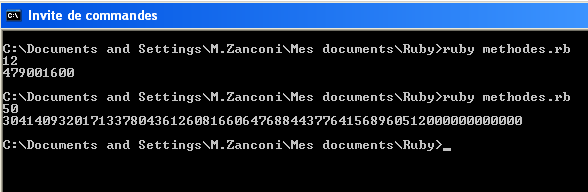 Invite de commandes
C:\Documents and Settings\M.Zanconi\Mes documents\Ruby>ruby methodes.rb
12
479001600
C:\Documents and Settings\M.Zanconi\Mes documents\Ruby>ruby methodes.rb
50
30414093201713378043612608166064768844377641568960512000000000000
C:\Documents and Settings\M.Zanconi\Mes documents\Ruby>_